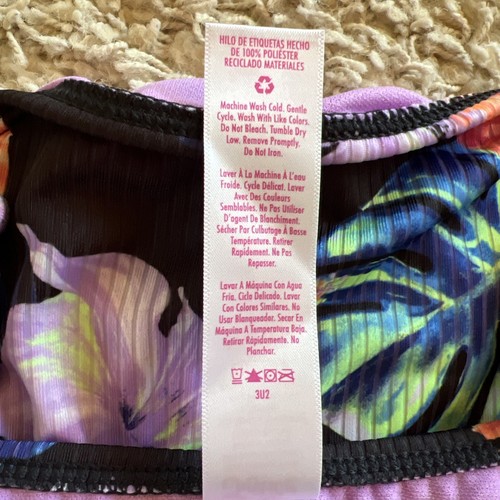 HILO DE ETIQUETAS HECHO
DE 100% POLIÉSTER
RECICLADO MATERIALES
Machine Wash Cold. Gentle
Cycle. Wash With Like Colors.
Do Not Bleach. Tumble Dry
Low, Remove Promptly.
Do Not Iron.
Laver À La Machine À L'eau
Froide. Cycle Délicat. Laver
Avec Des Couleurs
Semblables. Ne Pas Utiliser
D'agent De Blanchiment.
Sécher Par Culbutage À Basse
Température. Retirer
Rapidement. Ne Pas
Repasser.
Lavar A Máquina Con Agua
Fría. Ciclo Delicado. Lavar
Con Colores Similares. No
Usar Blanqueador. Secar En
Máquina A Temperatura Baja.
Retirar Rápidamente. No
Planchar.
3U2